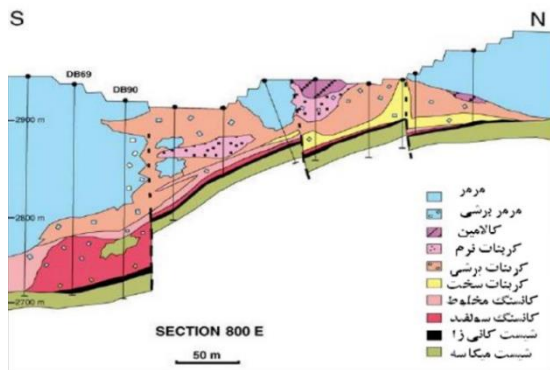 S N
DB69
DB90
2900 m
2800 m
2700 m
SECTION 800 E
50 m
مرمر
مرمر برشی
کالامین
کربنات نرم
کربنات برشی
کربنات سخت
کانسنگ مخلوط
کانسنگ سولفید
شیست کانی زا
شیست میکاسه